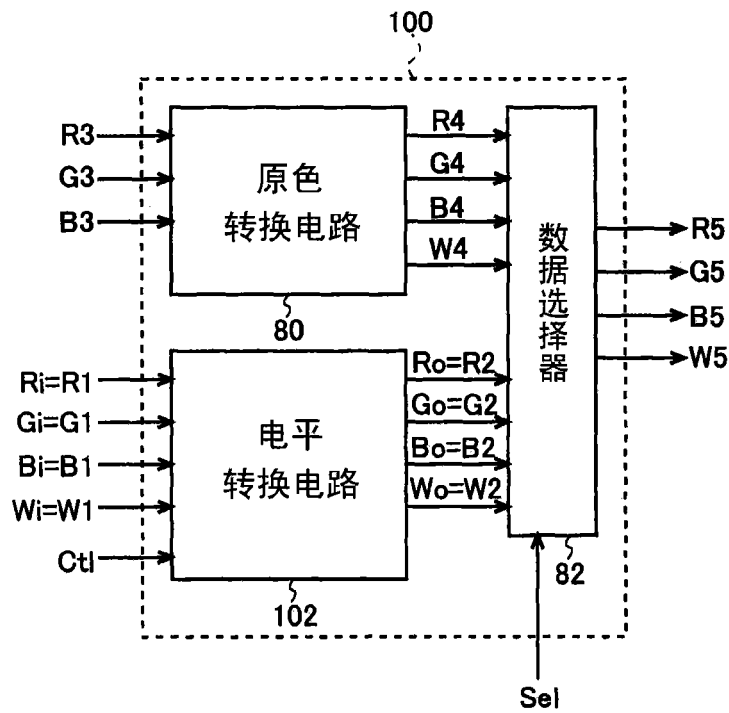 100
R3
G3
B3
原色
转换电路
80
R4
G4
B4
W4
数据选择器
R5
G5
B5
W5
Ri=R1
Gi=G1
Bi=B1
Wi=W1
Ctl
电平
转换电路
102
Ro=R2
Go=G2
Bo=B2
Wo=W2
82
Sel